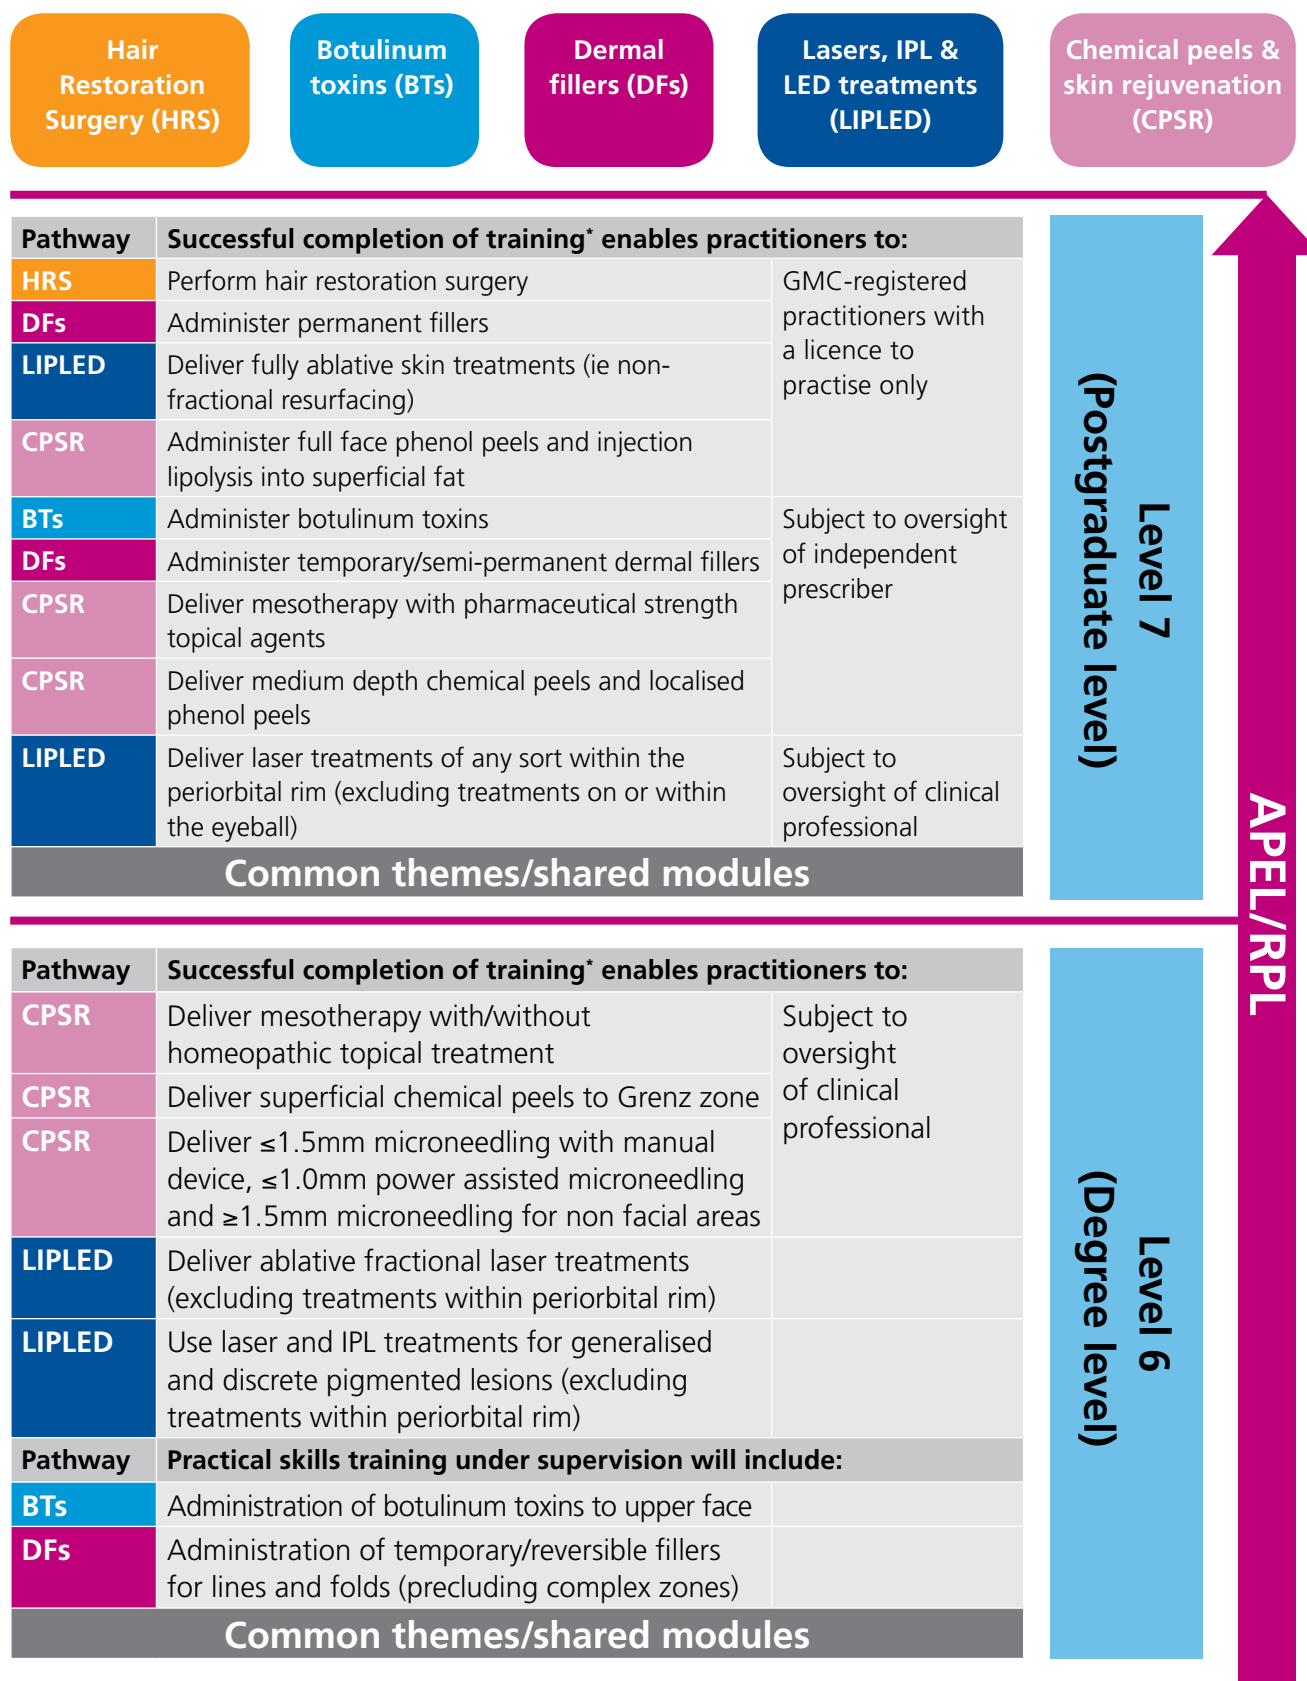 Hair
Restoration
Surgery (HRS)
Botulinum
toxins (BTs)
Dermal
fillers (DFs)
Lasers, IPL &
LED treatments
(LIPLED)
Chemical peels &
skin rejuvenation
(CPSR)
Pathway Successful completion of training* enables practitioners to:
HRS Perform hair restoration surgery
DFs Administer permanent fillers
LIPLED Deliver fully ablative skin treatments (ie non-
fractional resurfacing)
CPSR Administer full face phenol peels and injection
lipolysis into superficial fat
GMC-registered
practitioners with
a licence to
practise only
BTs Administer botulinum toxins
DFs Administer temporary/semi-permanent dermal fillers
CPSR Deliver mesotherapy with pharmaceutical strength
topical agents
CPSR Deliver medium depth chemical peels and localised
phenol peels
Subject to oversight
of independent
prescriber
LIPLED Deliver laser treatments of any sort within the
periorbital rim (excluding treatments on or within
the eyeball)
Subject to
oversight of clinical
professional
Common themes/shared modules
Level 7
(Postgraduate level)
APEL/RPL
Pathway Successful completion of training* enables practitioners to:
CPSR Deliver mesotherapy with/without
homeopathic topical treatment
CPSR Deliver superficial chemical peels to Grenz zone
CPSR Deliver ≤1.5mm microneedling with manual
device, ≤1.0mm power assisted microneedling
and ≥1.5mm microneedling for non facial areas
Subject to
oversight
of clinical
professional
LIPLED Deliver ablative fractional laser treatments
(excluding treatments within periorbital rim)
LIPLED Use laser and IPL treatments for generalised
and discrete pigmented lesions (excluding
treatments within periorbital rim)
Pathway Practical skills training under supervision will include:
BTs Administration of botulinum toxins to upper face
DFs Administration of temporary/reversible fillers
for lines and folds (precluding complex zones)
Common themes/shared modules
Level 6
(Degree level)